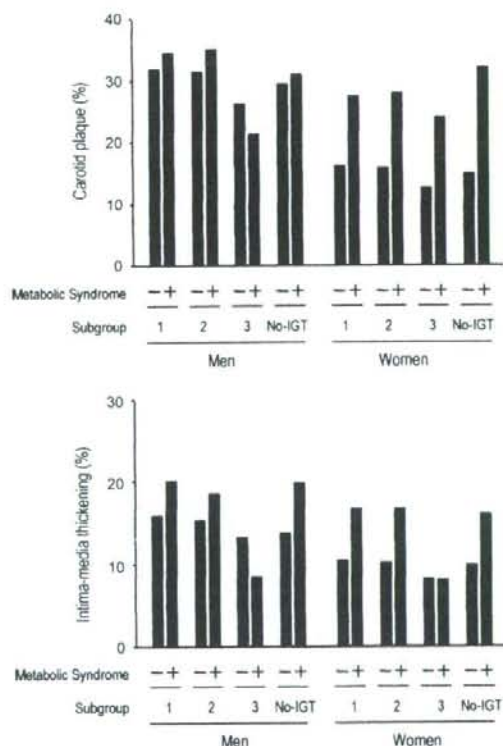 40
30
20
10
0
Carotid plaque (%)
Metabolic Syndrome − + − + − + − + − + − + − + − +
Subgroup 1 2 3 No-IGT 1 2 3 No-IGT
Men Women
30
20
10
0
Intima-media thickening (%)
Metabolic Syndrome − + − + − + − + − + − + − + − +
Subgroup 1 2 3 No-IGT 1 2 3 No-IGT
Men Women